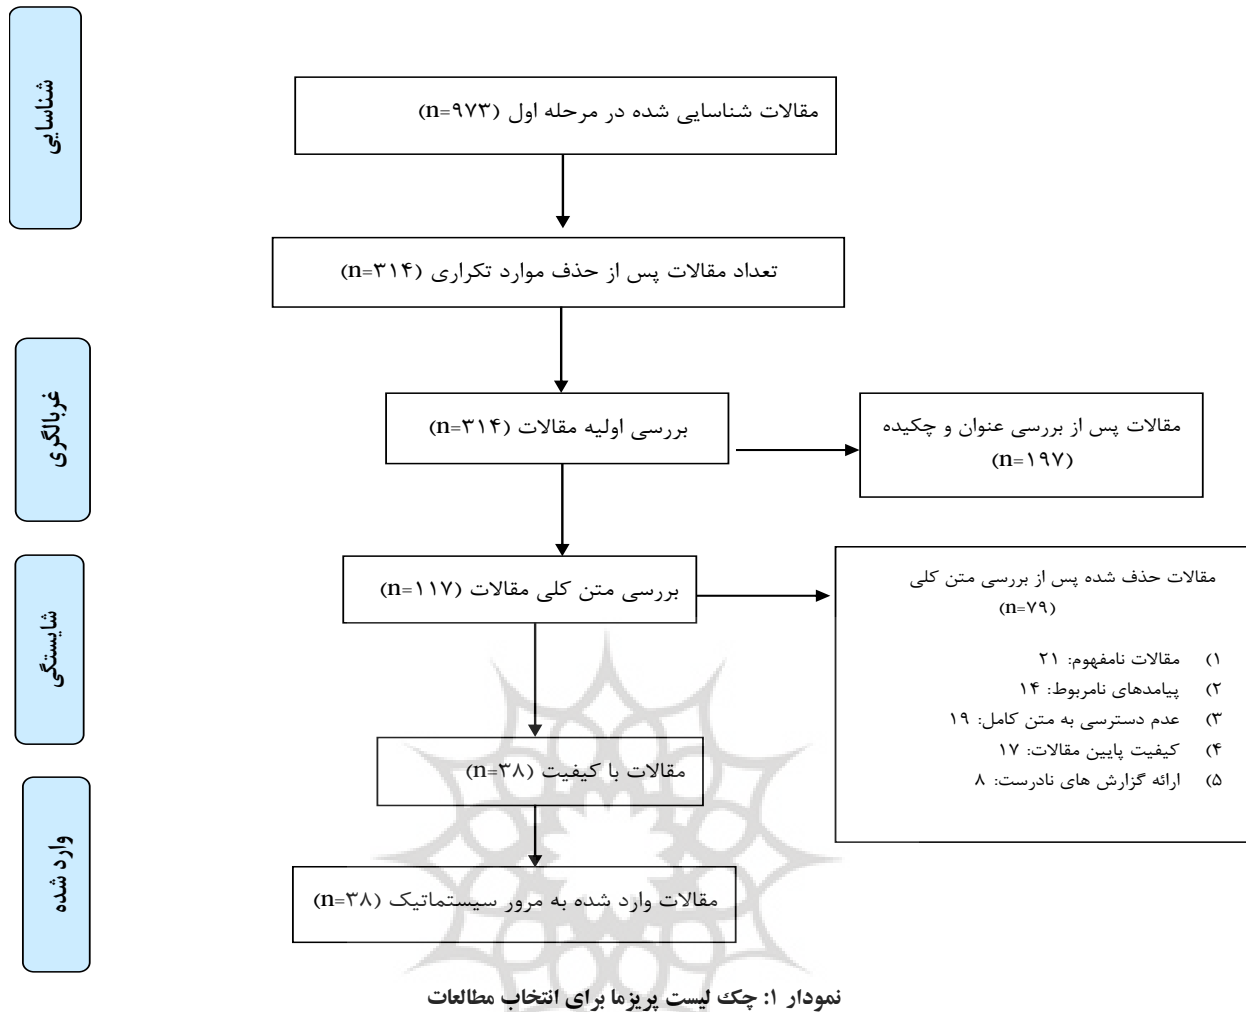 شناسایی
مقالات شناسایی شده در مرحله اول (n=۹۷۳)
تعداد مقالات پس از حذف موارد تکراری (n=۳۱۴)
غربالگری
بررسی اولیه مقالات (n=۳۱۴)
مقالات پس از بررسی عنوان و چکیده
(n=۱۹۷)
شایستگی
بررسی متن کلی مقالات (n=۱۱۷)
مقالات حذف شده پس از بررسی متن کلی
(n=۷۹)
۱) مقالات نامفهوم: ۲۱
۲) پیامدهای نامربوط: ۱۴
۳) عدم دسترسی به متن کامل: ۱۹
۴) کیفیت پایین مقالات: ۱۷
۵) ارائه گزارش های نادرست: ۸
مقالات با کیفیت (n=۳۸)
وارد شده
مقالات وارد شده به مرور سیستماتیک (n=۳۸)
نمودار ۱: چک لیست پریزما برای انتخاب مطالعات